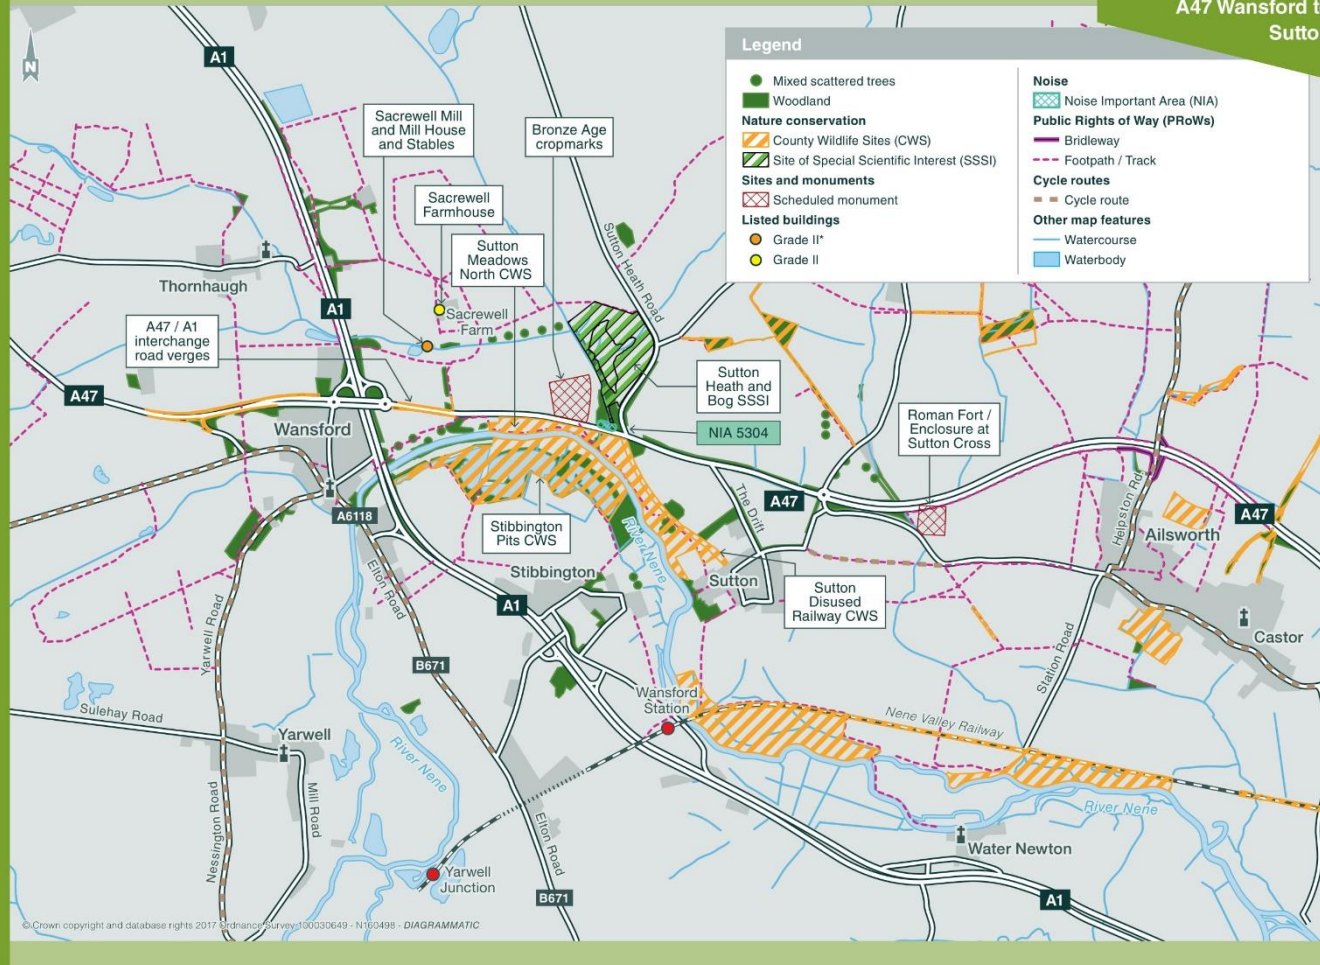 A47 Wansford t
Sutto
Legend
Mixed scattered trees
Woodland
Nature conservation
County Wildlife Sites (CWS)
Site of Special Scientific Interest (SSSI)
Sites and monuments
Scheduled monument
Listed buildings
Grade II*
Grade II
Noise
Noise Important Area (NIA)
Public Rights of Way (PRoWs)
Bridleway
Footpath / Track
Cycle routes
Cycle route
Other map features
Watercourse
Waterbody
N
A1
Sacrewell Mill
and Mill House
and Stables
Bronze Age
cropmarks
Sacrewell
Farmhouse
Sutton
Meadows
North CWS
Sutton Heath Road
Thornhaugh
A1
Sacrewell
Farm
A47 / A1
interchange
road verges
A47
Wansford
Sutton
Heath and
Bog SSSI
NIA 5304
Roman Fort /
Enclosure at
Sutton Cross
A47
The Drift
A6118
Stibbington
Pits CWS
River Nene
Helpston Rd.
A47
Ailsworth
Stibbington
Sutton
Elton Road
A1
Sutton
Disused
Railway CWS
Castor
Yarwell Road
B671
Station Road
Wansford
Station
Sulehay Road
Nene Valley Railway
Yarwell
River Nene
Mill Road
Nessington Road
River Nene
Elton Road
Water Newton
Yarwell
Junction
B671
A1
© Crown copyright and database rights 2017 Ordnance Survey 100030649 - N160498 - DIAGRAMMATIC